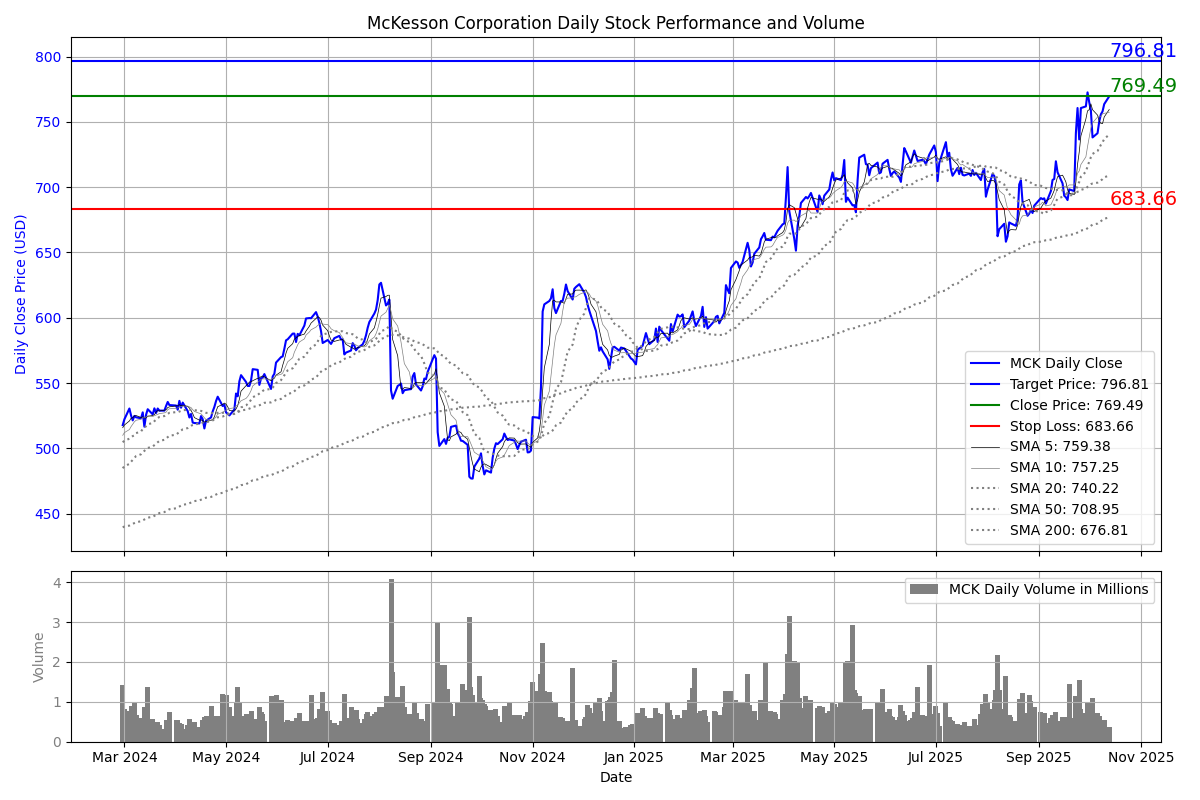 McKesson Corporation Daily Stock Performance and Volume
Daily Close Price (USD)
800
750
700
650
600
550
500
450
796.81
769.49
683.66
MCK Daily Close
Target Price: 796.81
Close Price: 769.49
Stop Loss: 683.66
SMA 5: 759.38
SMA 10: 757.25
SMA 20: 740.22
SMA 50: 708.95
SMA 200: 676.81
Volume
4
3
2
1
0
MCK Daily Volume in Millions
Mar 2024 May 2024 Jul 2024 Sep 2024 Nov 2024 Jan 2025 Mar 2025 May 2025 Jul 2025 Sep 2025 Nov 2025
Date